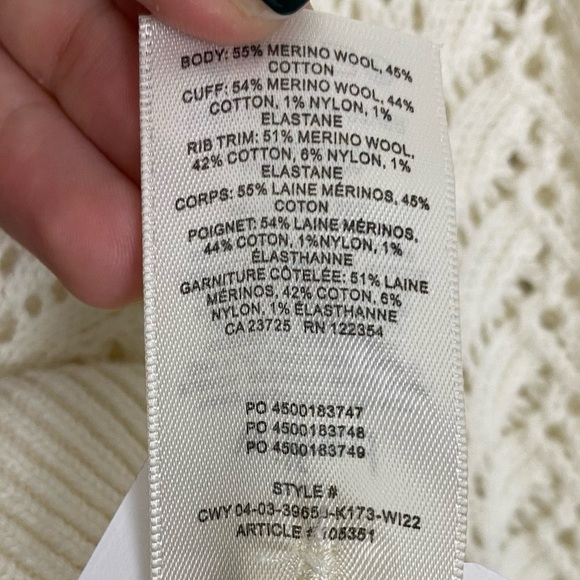 BODY: 55% MERINO WOOL, 45%
COTTON
CUFF: 54% MERINO WOOL, 44%
COTTON, 1% NYLON, 1%
ELASTANE
RIB TRIM: 51% MERINO WOOL,
42% COTTON, 6% NYLON, 1%
ELASTANE
CORPS: 55% LAINE MÉRINOS, 45%
COTON
POIGNET: 54% LAINE MÉRINOS,
44% COTON, 1%NYLON, 1%
ÉLASTHANNE
GARNITURE CÔTELÉE: 51% LAINE
MÉRINOS, 42% COTON, 6%
NYLON, 1% ÉLASTHANNE
CA 23725 RN 122354
PO 4500183747
PO 4500183748
PO 4500183749
STYLE #
CWY 04-03-3965
ARTICLE #